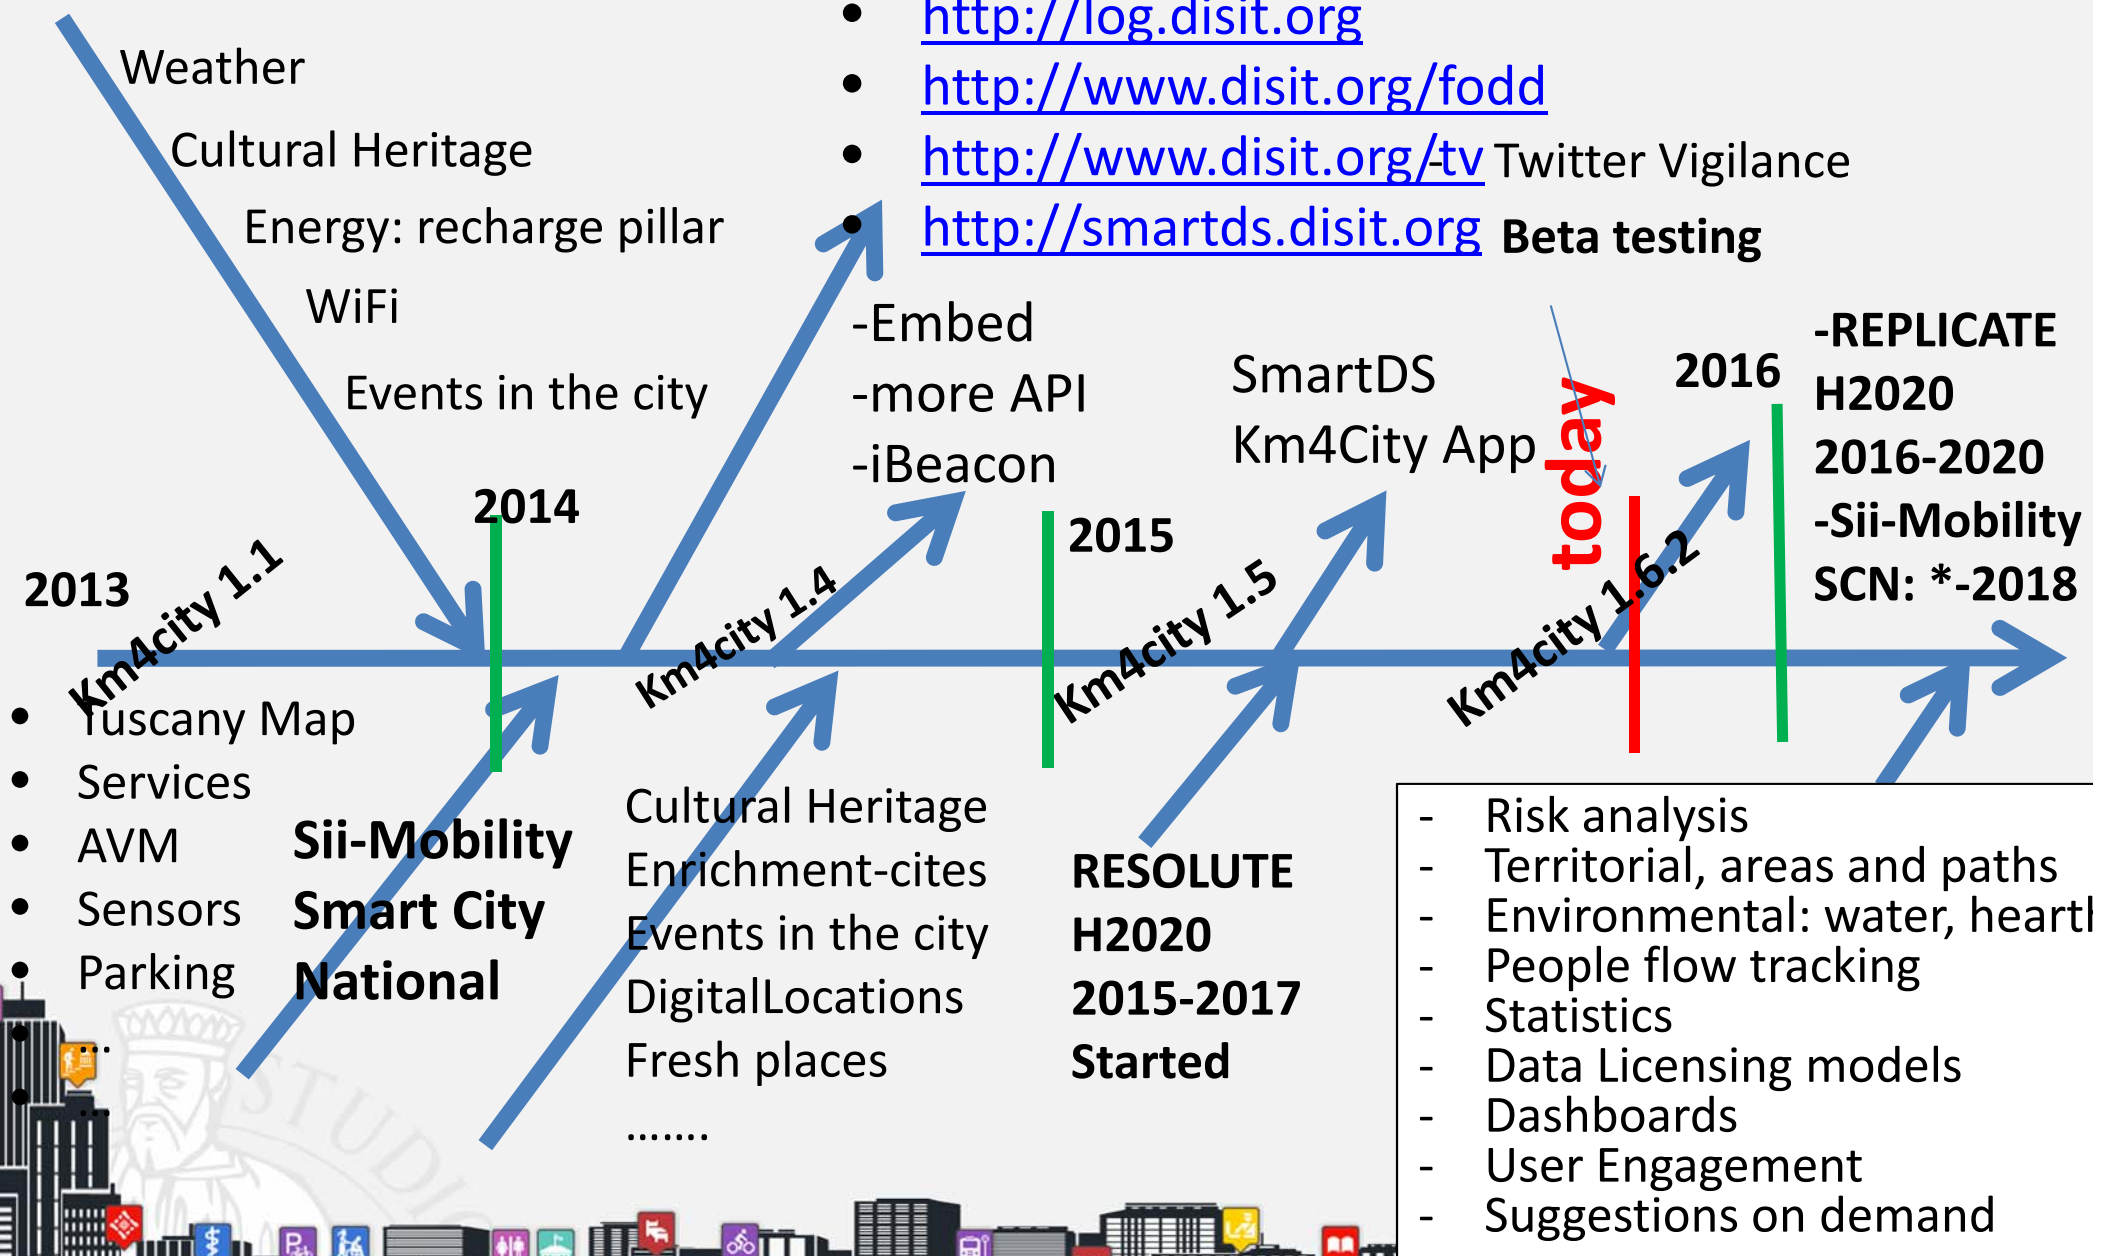 http://log.disit.org
http://www.disit.org/fodd
http://www.disit.org/tv - Twitter Vigilance
http://smartds.disit.org Beta testing
Weather
Cultural Heritage
Energy: recharge pillar
WiFi
Events in the city
-Embed
-more API
-iBeacon
SmartDS
Km4City App
today
2016
-REPLICATE
H2020
2016-2020
-Sii-Mobility
SCN: *-2018
2013
2014
2015
Km4city 1.1
Km4city 1.4
Km4city 1.5
Km4city 1.6.2
• Tuscany Map
• Services
• AVM
• Sensors
• Parking
• ...
• ...
Sii-Mobility
Smart City
National
Cultural Heritage
Enrichment-cites
Events in the city
DigitalLocations
Fresh places
.......
RESOLUTE
H2020
2015-2017
Started
- Risk analysis
- Territorial, areas and paths
- Environmental: water,
- People flow tracking
- Statistics
- Data Licensing models
- Dashboards
- User Engagement
- Suggestions on demand
STUDIO